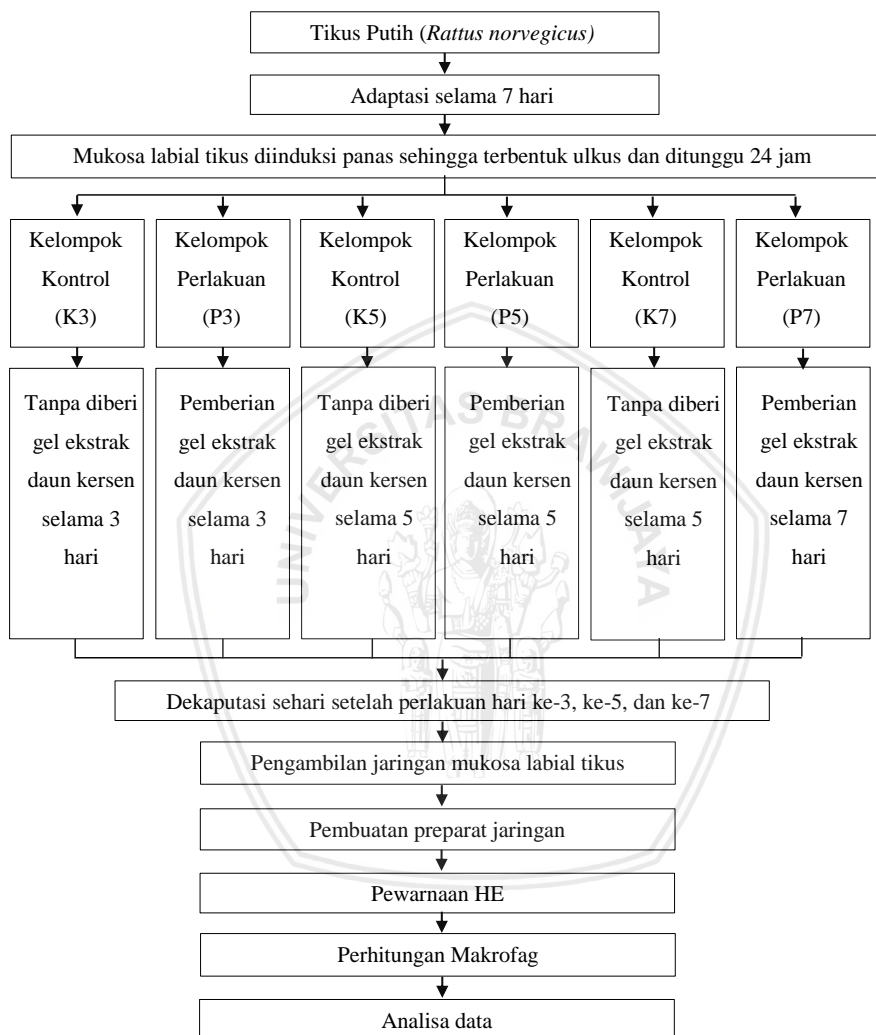 Tikus Putih (Rattus norvegicus)
Adaptasi selama 7 hari
Mukosa labial tikus diinduksi panas sehingga terbentuk ulkus dan ditunggu 24 jam
Kelompok
Kontrol
(K3)
Kelompok
Perlakuan
(P3)
Kelompok
Kontrol
(K5)
Kelompok
Perlakuan
(P5)
Kelompok
Kontrol
(K7)
Kelompok
Perlakuan
(P7)
Tanpa diberi
gel ekstrak
daun kersen
selama 3
hari
Pemberian
gel ekstrak
daun kersen
selama 3
hari
Tanpa diberi
gel ekstrak
daun kersen
selama 5
hari
Pemberian
gel ekstrak
daun kersen
selama 5
hari
Tanpa diberi
gel ekstrak
daun kersen
selama 5
hari
Pemberian
gel ekstrak
daun kersen
selama 7
hari
UNIVERSITAS BRAWIJAYA
Dekaputasi sehari setelah perlakuan hari ke-3, ke-5, dan ke-7
Pengambilan jaringan mukosa labial tikus
Pembuatan preparat jaringan
Pewarnaan HE
Perhitungan Makrofag
Analisa data